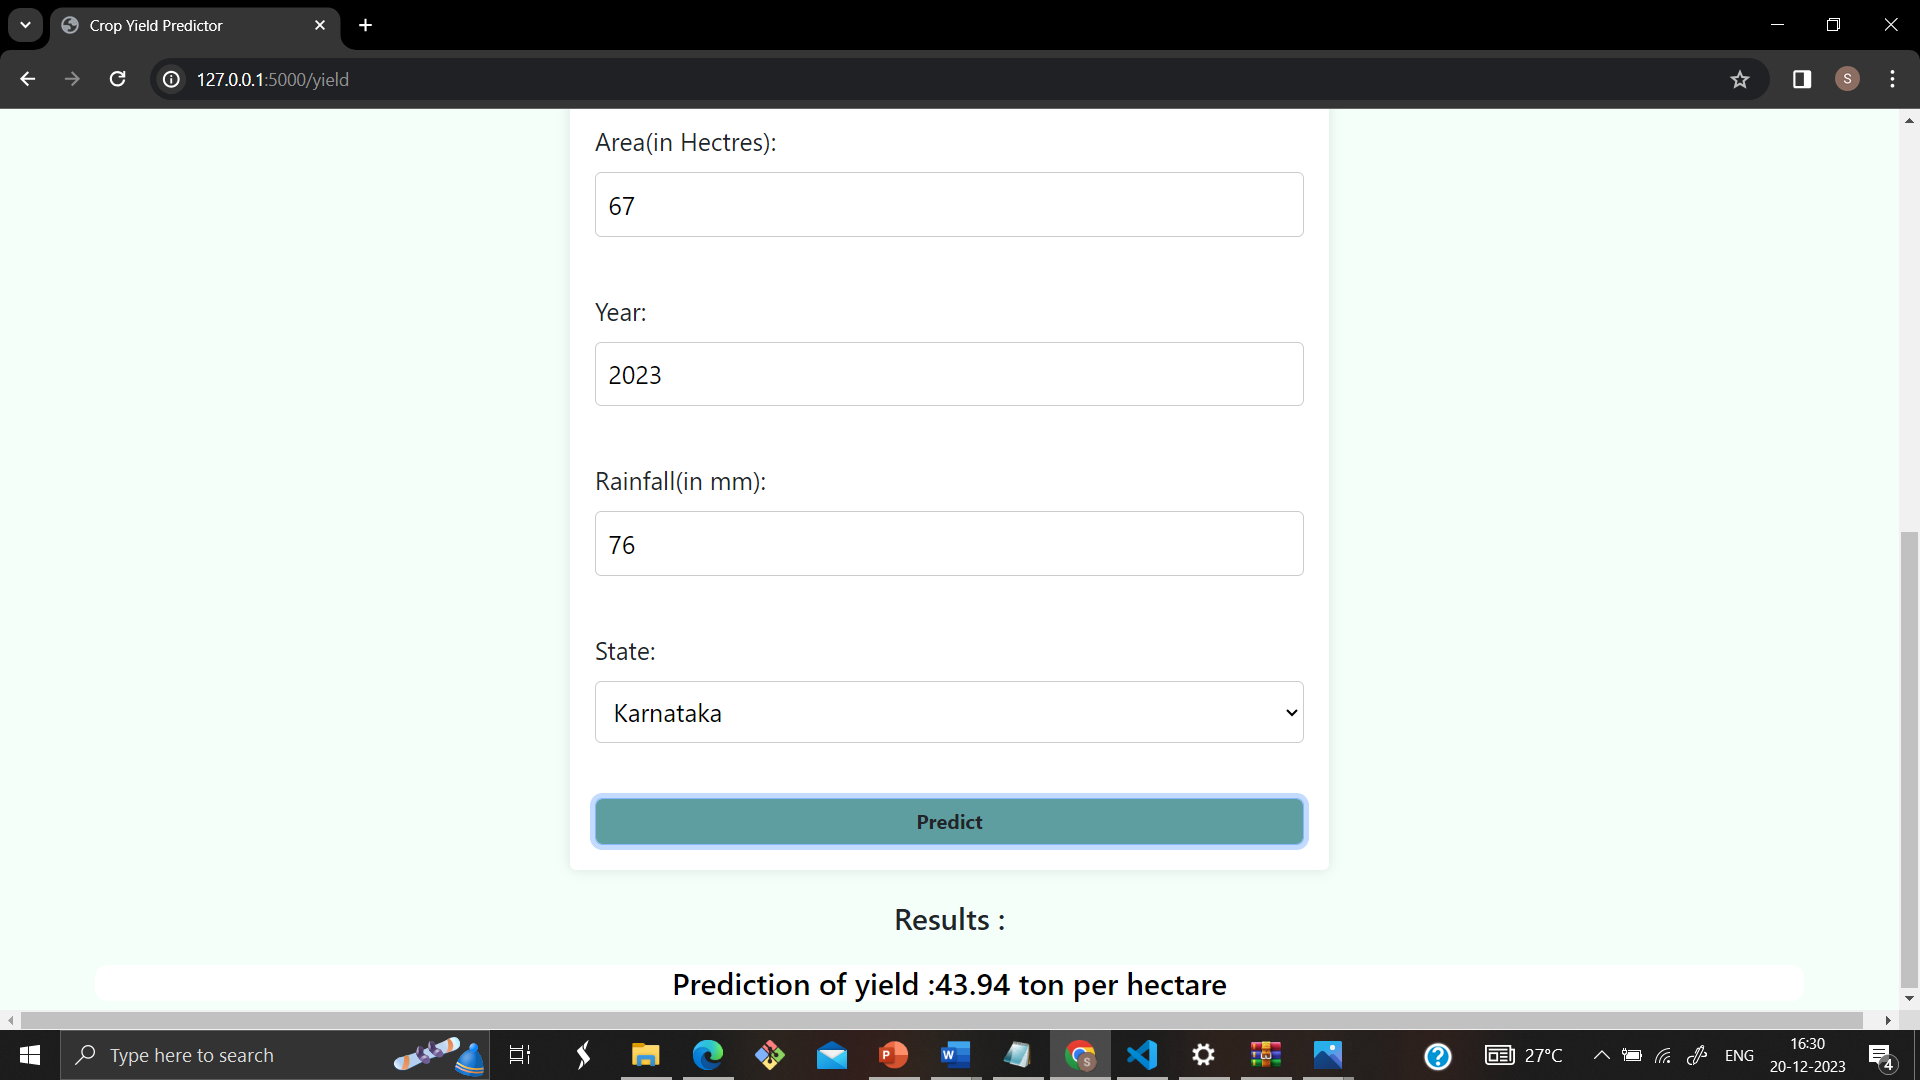 Crop Yield Predictor
127.0.0.1:5000/yield
S
Area(in Hectres):
67
Year:
2023
Rainfall(in mm):
76
State:
Karnataka
Predict
Results :
Prediction of yield :43.94 ton per hectare
Type here to search
P
W
S
?
27°C
ENG
16:30
20-12-2023
4